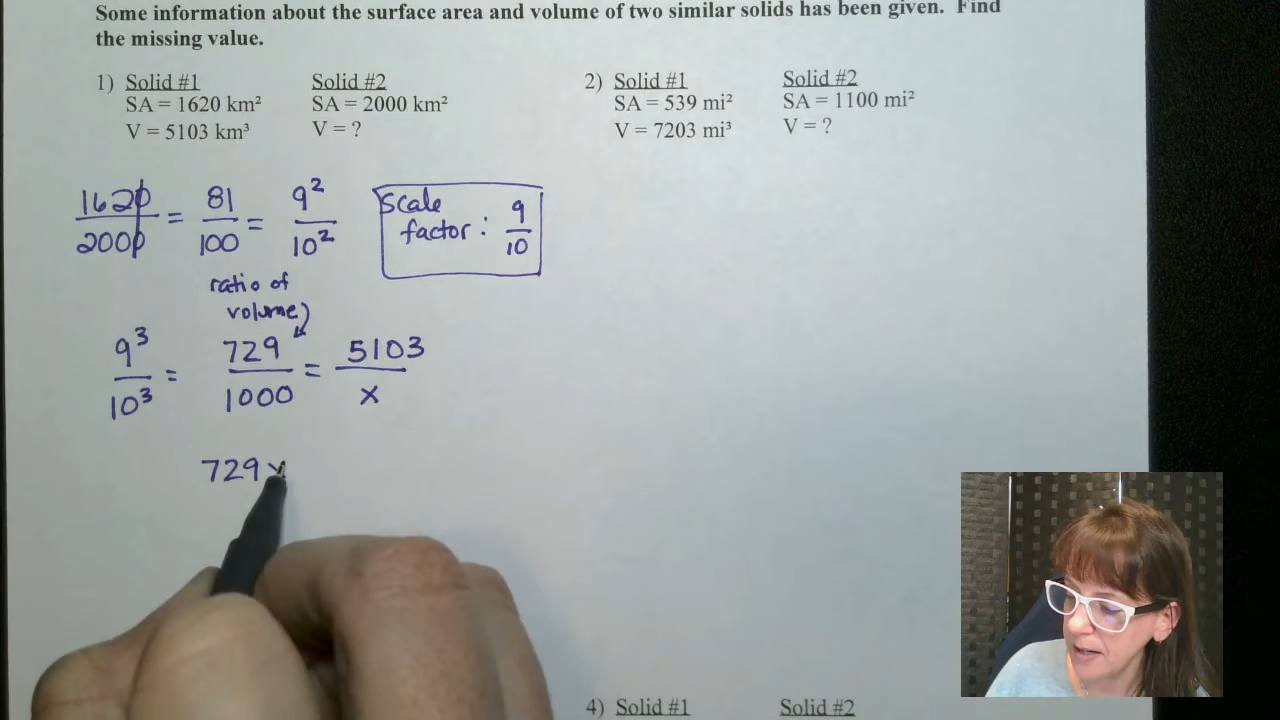 Some information about the surface area and volume of two similar solids has been given. Find
the missing value.
1) Solid #1 Solid #2
SA = 1620 km² SA = 2000 km²
V = 5103 km³ V = ?
2) Solid #1 Solid #2
SA = 539 mi² SA = 1100 mi²
V = 7203 mi³ V = ?
1620/2000 = 81/100 = 9²/10²
Scale
factor: 9/10
ratio of
volume
9³/10³ = 729/1000 = 5103/x
729x
4) Solid #1 Solid #2